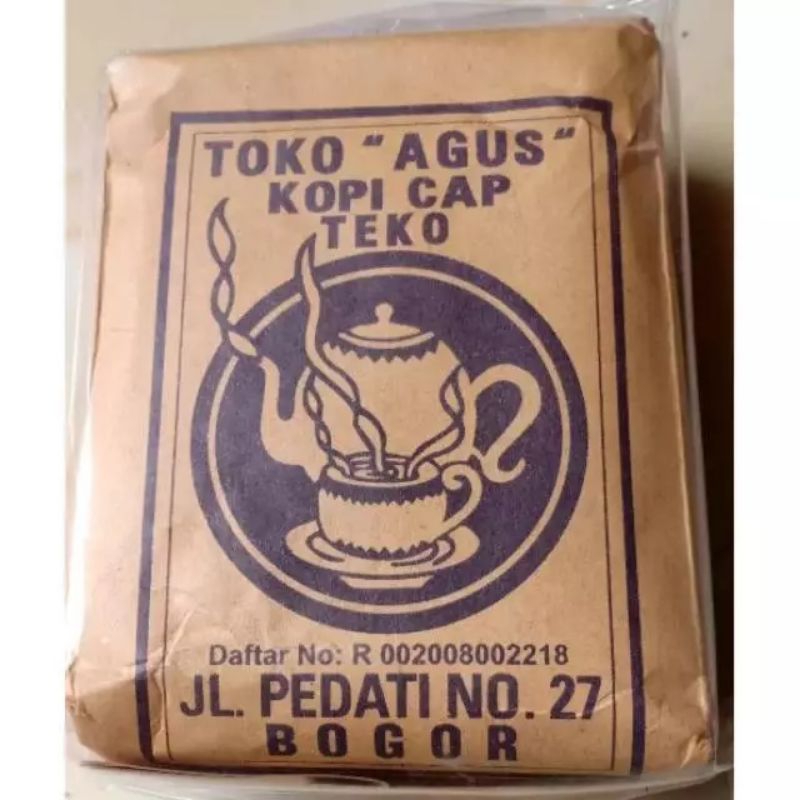 TOKO "AGUS"
KOPI CAP
TEKO
Daftar No: R 002008002218
JL. PEDATI NO. 27
BOGOR